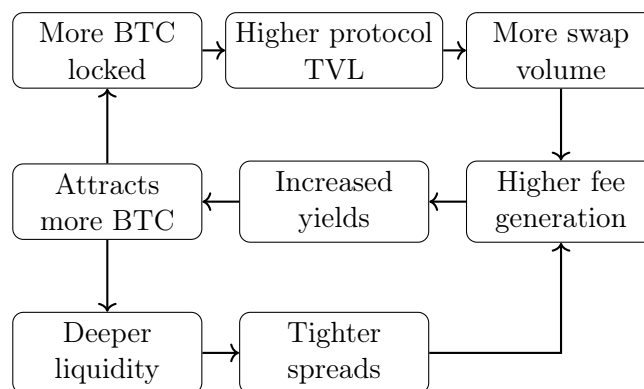 More BTC
locked
Higher protocol
TVL
More swap
volume
Attracts
more BTC
Increased
yields
Higher fee
generation
Deeper
liquidity
Tighter
spreads